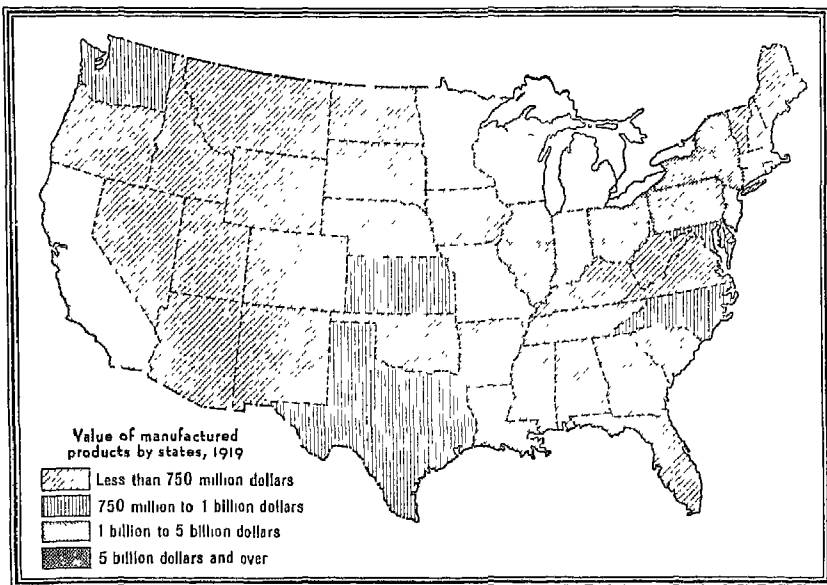 Value of manufactured
products by states, 1919
Less than 750 million dollars
750 million to 1 billion dollars
1 billion to 5 billion dollars
5 billion dollars and over